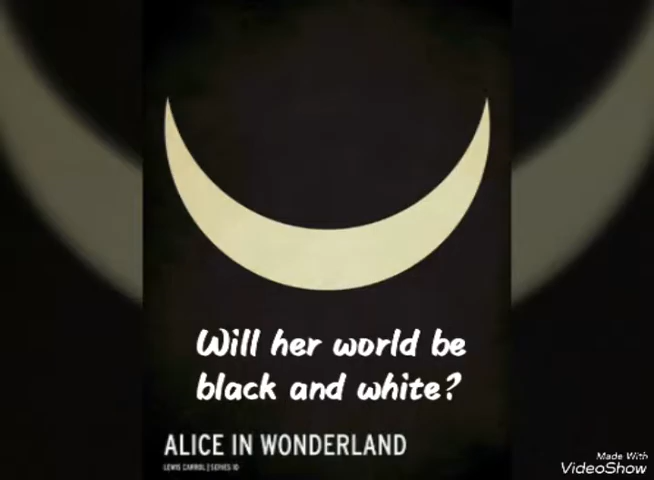 Will her world be
black and white?
ALICE IN WONDERLAND
LEWIS CARROL | SERIES 10
Made With
VideoShow